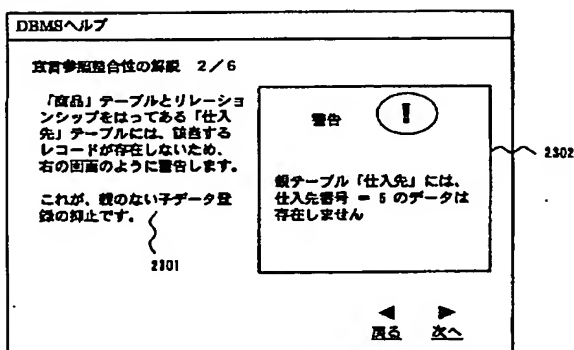 DBMSヘルプ
宣言参照整合性の解説 2/6
「商品」テーブルとリレーショ
ンシップをはってある「仕入
先」テーブルには、該当する
レコードが存在しないため、
右の画面のように警告します。
これが、親のない子データ登
録の抑止です。
2301
警告 !
親テーブル「仕入先」には、
仕入先番号 = 5 のデータは
存在しません
2302
戻る 次へ